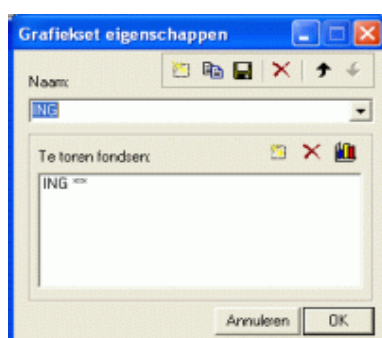 Grafiekset eigenschappen
Naam:
ING
Te tonen fondsen:
ING
Annuleren
OK